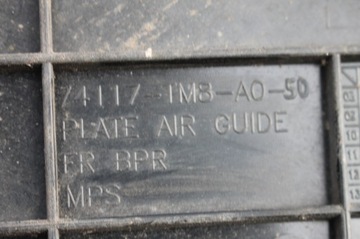 74117-TM8-A0-50
PLATE AIR GUIDE
FR BPR
MPS